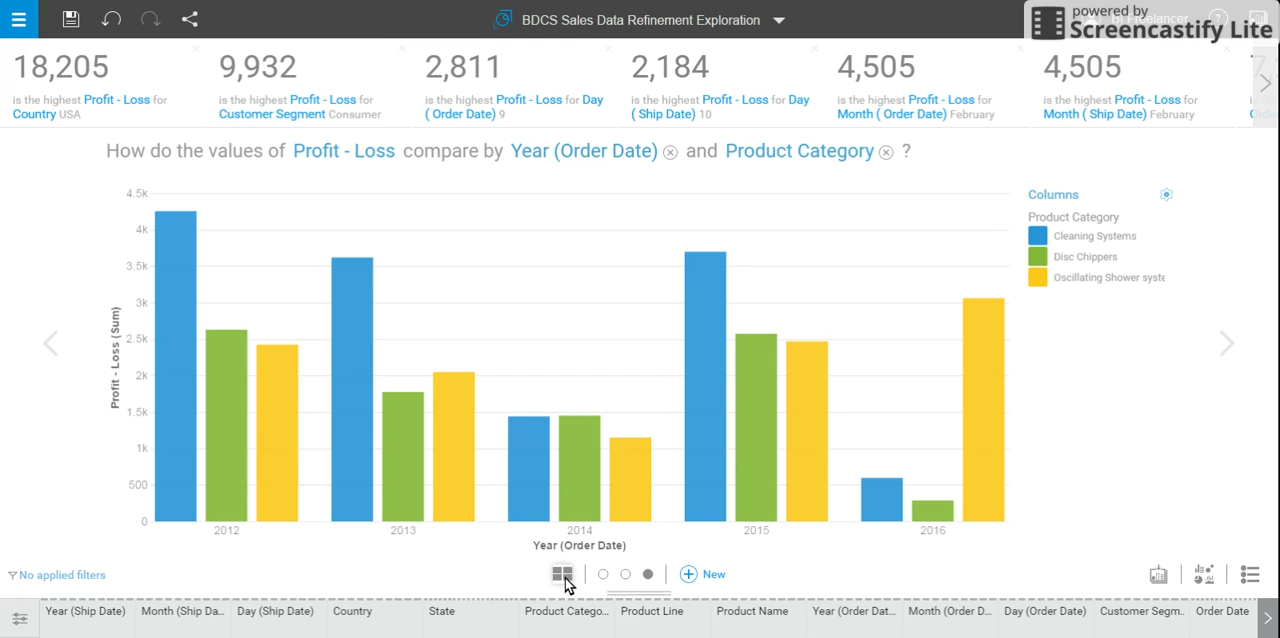 BDCS Sales Data Refinement Exploration
powered by
Screencastify Lite
18,205
is the highest Profit - Loss for
Country USA
9,932
is the highest Profit - Loss for
Customer Segment Consumer
2,811
is the highest Profit - Loss for Day
( Order Date) 9
2,184
is the highest Profit - Loss for Day
( Ship Date) 10
4,505
is the highest Profit - Loss for
Month ( Order Date) February
4,505
is the highest Profit - Loss for
Month ( Ship Date) February
How do the values of Profit - Loss compare by Year (Order Date) and Product Category ?
4.5k
4k
3.5k
3k
2.5k
2k
1.5k
1k
500
0
Profit - Loss (Sum)
2012 2013 2014 2015 2016
Year (Order Date)
Columns
Product Category
Cleaning Systems
Disc Chippers
Oscillating Shower syste
No applied filters
New
Year (Ship Date) Month (Ship Da... Day (Ship Date) Country State Product Catego... Product Line Product Name Year (Order Dat... Month (Order D... Day (Order Date) Customer Segm.. Order Date